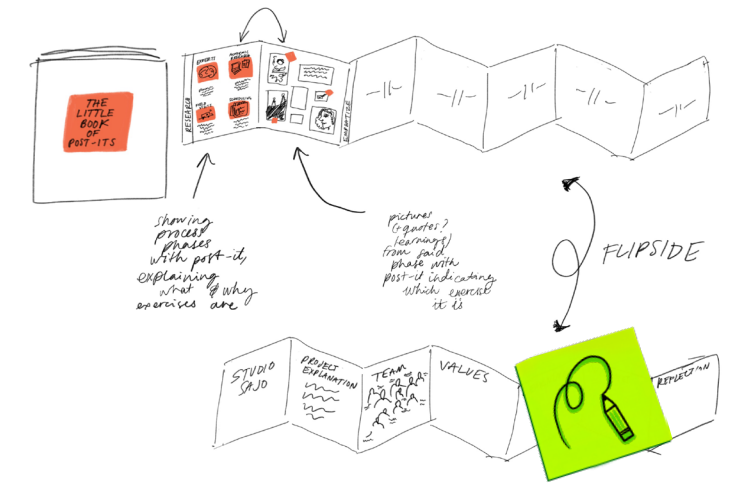 THE
LITTLE
BOOK
OF
POST-ITS
RESEARCH
EXPERTS
showing
process
phases
with post-it,
explaining
what & why
exercises are
pictures
(+quotes?
learnings)
from said
phase with
post-it indicating
which exercise
it is
FLIPSIDE
STUDIO
SAJO
PROJECT
EXPLANATION
TEAM
VALUES
REFLECTION